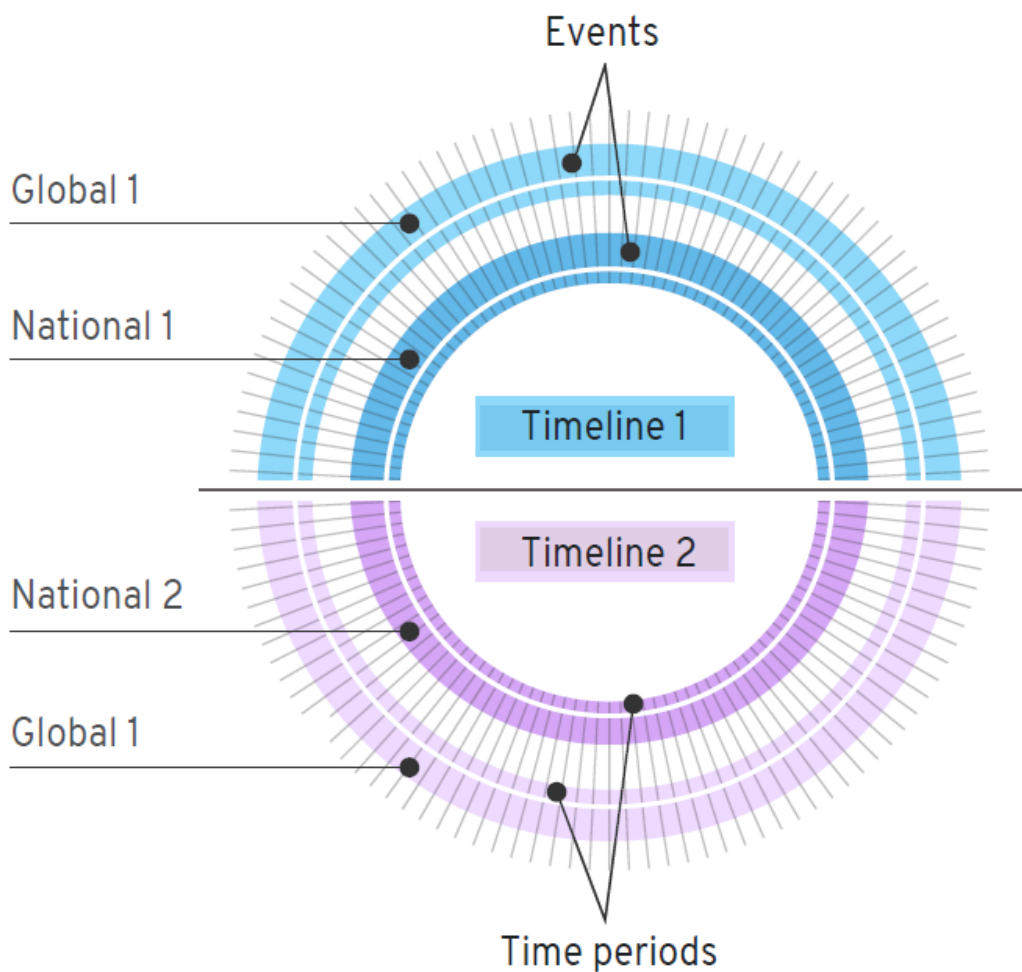 Events
Global 1
National 1
Timeline 1
Timeline 2
National 2
Global 1
Time periods